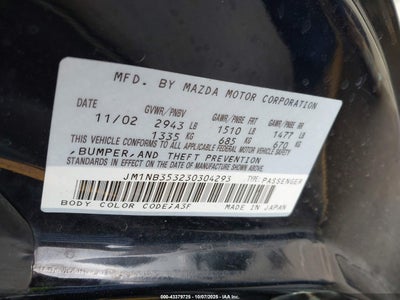 MFD. BY MAZDA MOTOR CORPORATION
DATE GVWR/PNBV GAWR/PNBE FRT GAWR/PNBE RR
11/02 2943 LB 1510 LB 1477 LB
1335 KG 685 KG 670 KG
THIS VEHICLE CONFORMS TO ALL APPLICABLE FEDERAL MOTOR VEHICLE SAFETY
, BUMPER, AND THEFT PREVENTION
STANDARDS IN EFFECT ON THE DATE OF MANUFACTURE SHOWN ABOVE.
JM1NB353230304293 TYPE: PASSENGER
BODY COLOR CODE;A3F MADE IN JAPAN
IAA 43379725 | 10/07/2025 | IAA, LLC